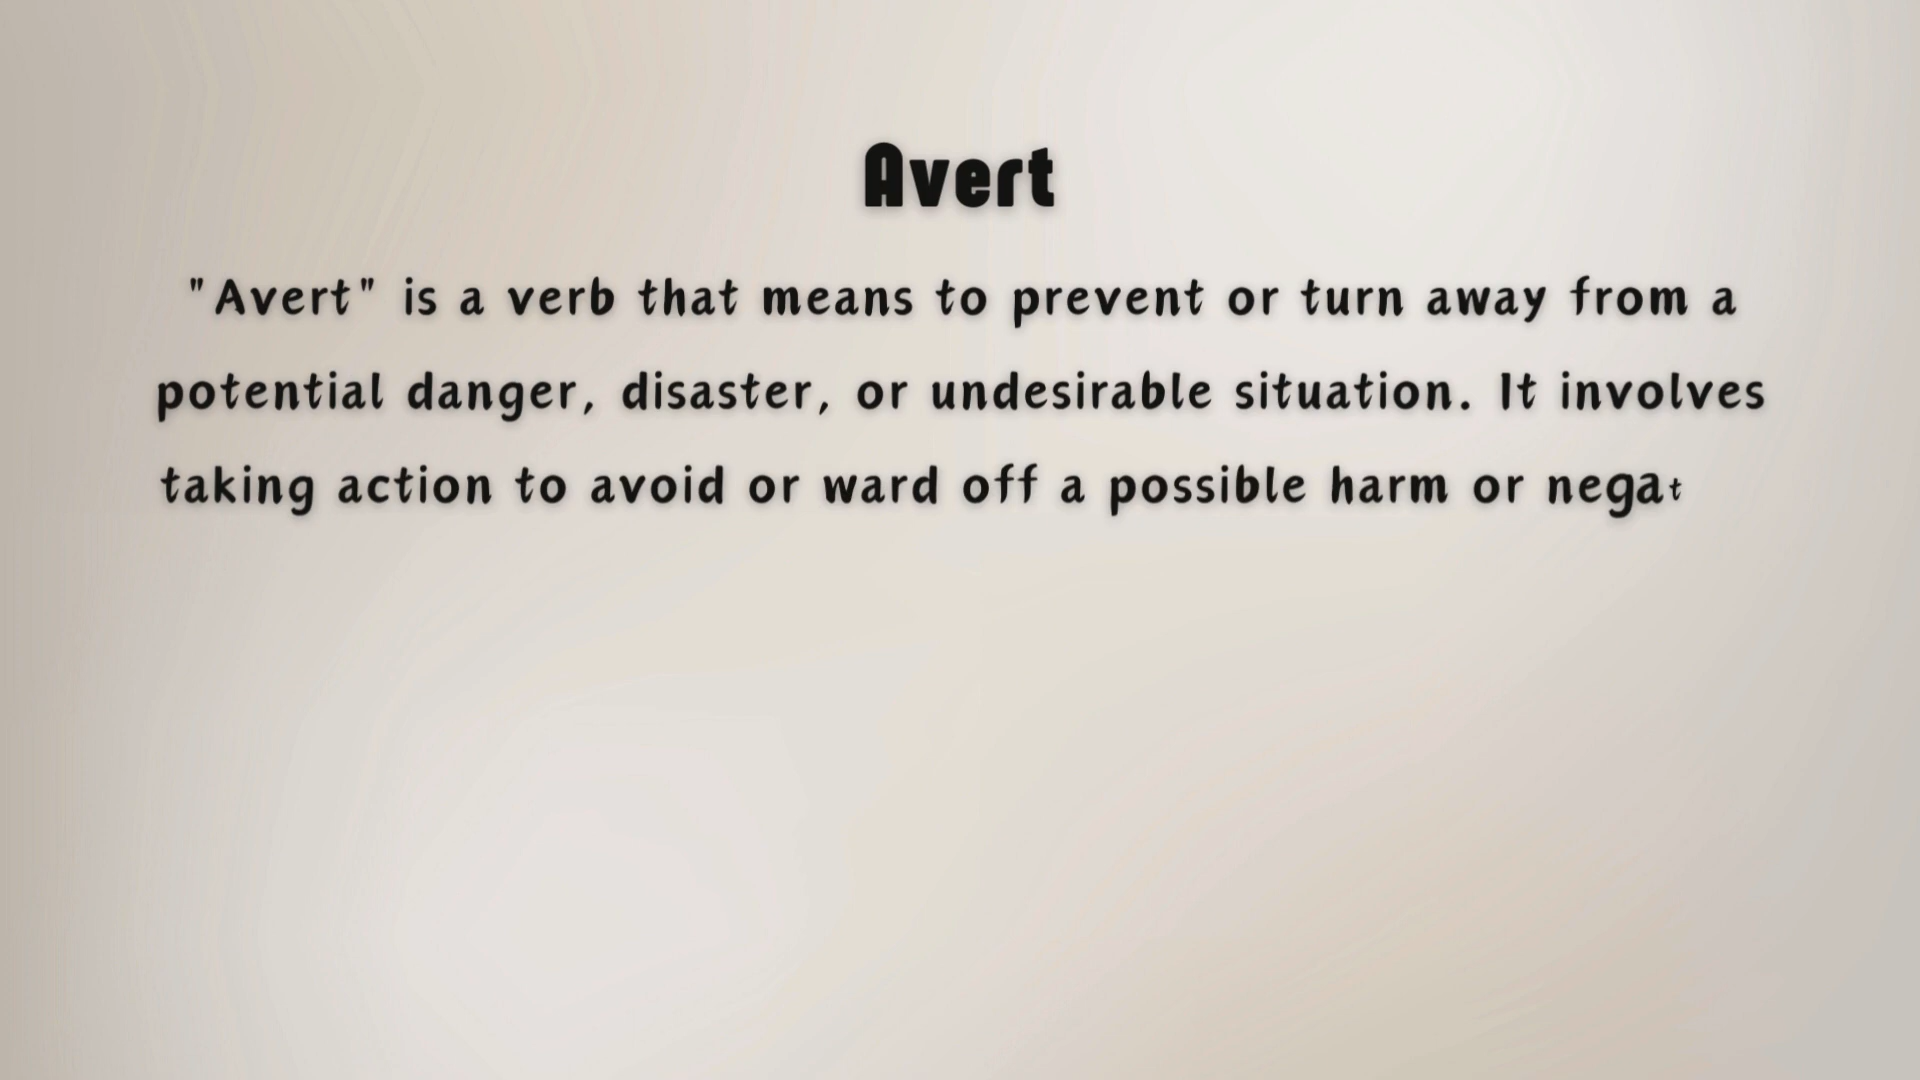 Avert
"Avert" is a verb that means to prevent or turn away from a
potential danger, disaster, or undesirable situation. It involves
taking action to avoid or ward off a possible harm or negat